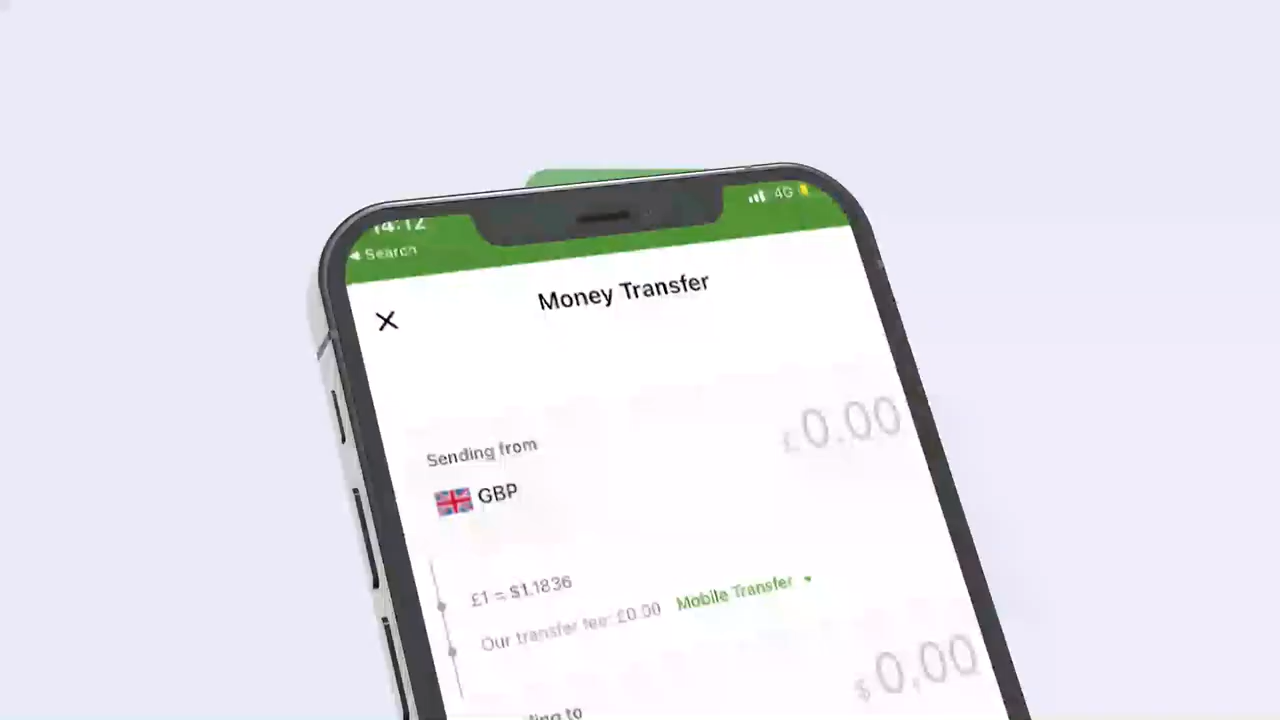 14:12
4G
Search
Money Transfer
Sending from
£0.00
GBP
£1 = $1.1836
Our transfer fee: £0.00 Mobile Transfer
$0.00
to